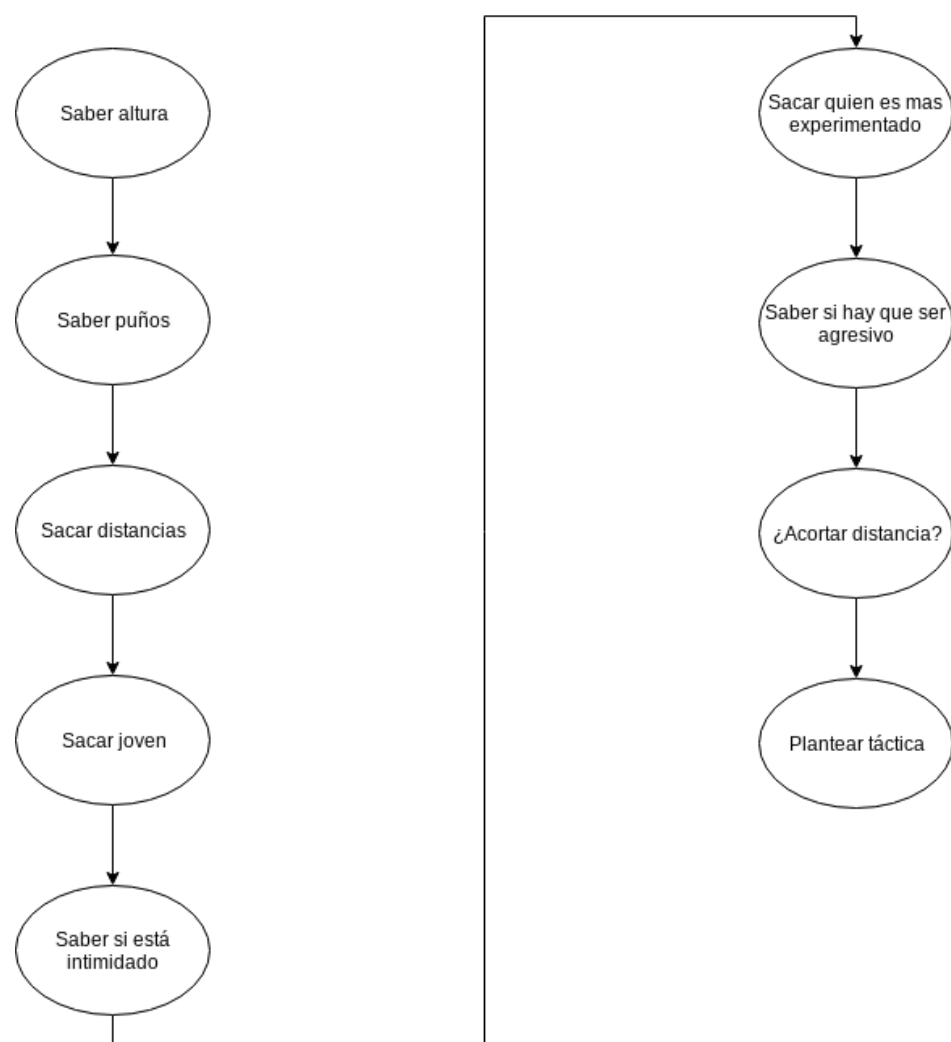 Saber altura
Saber puños
Sacar distancias
Sacar joven
Saber si está
intimidado
Sacar quien es mas
experimentado
Saber si hay que ser
agresivo
¿Acortar distancia?
Plantear táctica